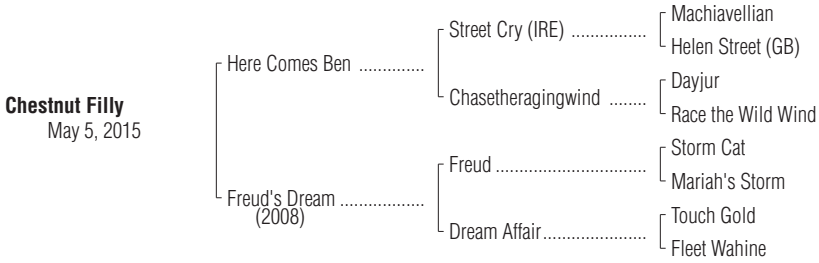 Chestnut Filly
May 5, 2015
Here Comes Ben ..............
Freud's Dream ..................
(2008)
Street Cry (IRE) ................
Chasetheragingwind ........
Freud ................................
Dream Affair......................
Machiavellian
Helen Street (GB)
Dayjur
Race the Wild Wind
Storm Cat
Mariah's Storm
Touch Gold
Fleet Wahine